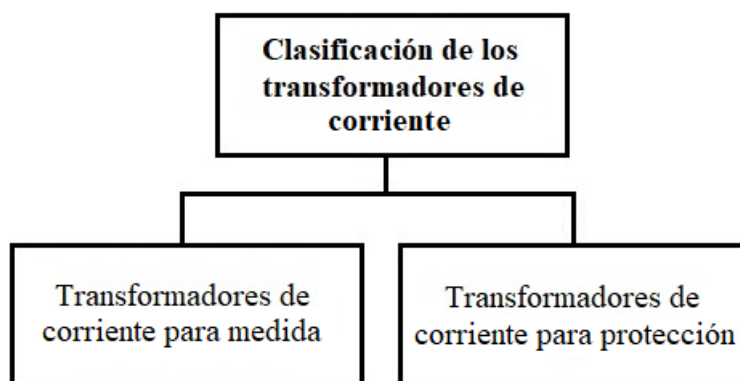 Clasificación de los
transformadores de
corriente
Transformadores de
corriente para medida
Transformadores de
corriente para protección